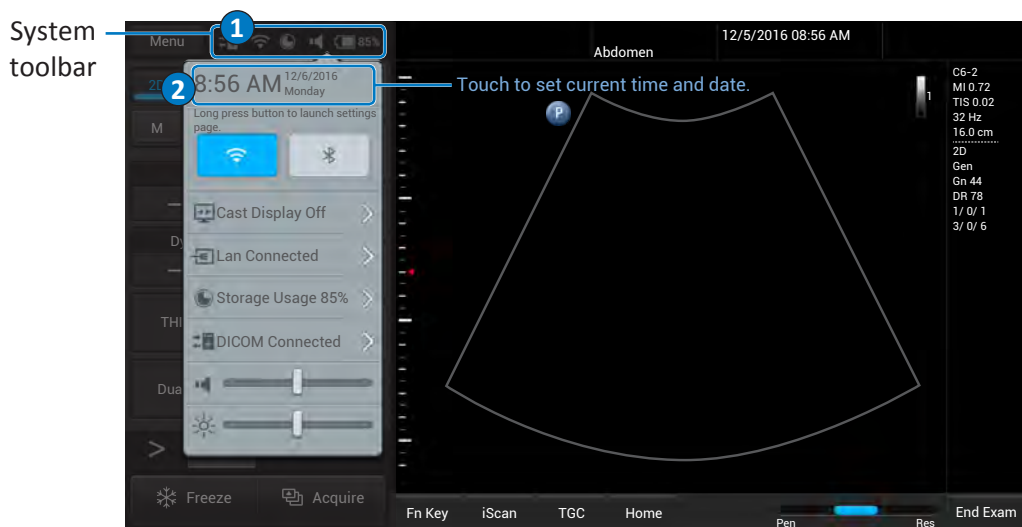 System
toolbar
1
Menu
85%
12/5/2016 08:56 AM
Abdomen
2D
2
8:56 AM
12/6/2016
Monday
Touch to set current time and date.
Long press button to launch settings
page.
M
P
1
C6-2
MI 0.72
TIS 0.02
32 Hz
16.0 cm
2D
Gen
Gn 44
DR 78
1/ 0/ 1
3/ 0/ 6
Cast Display Off
Dy
Lan Connected
Storage Usage 85%
THI
DICOM Connected
Dua
>
Freeze
Acquire
Fn Key
iScan
TGC
Home
Pen
Res
End Exam